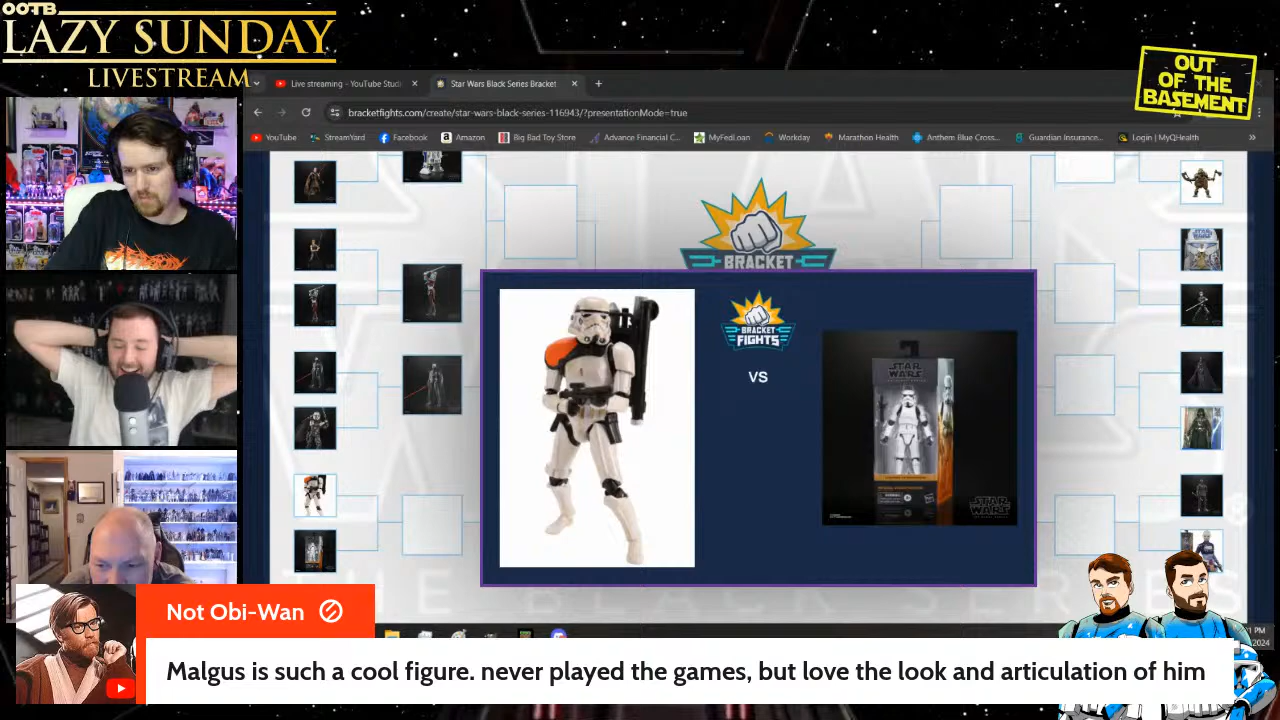 OOTB
LAZY SUNDAY
LIVESTREAM
OUT
OF THE
BASEMENT
Live streaming - YouTube Studi
Star Wars Black Series Bracket
bracketfights.com/create/star-wars-black-series-116943/?presentationMode=true
YouTube
StreamYard
Facebook
Amazon
Big Bad Toy Store
Advance Financial C...
MyFedLoan
Workday
Marathon Health
Anthem Blue Cross...
Guardian Insurance...
Login | MyQHealth
BRACKET
BRACKET
FIGHTS
VS
STAR
WARS
STAR
WARS
Not Obi-Wan
Malgus is such a cool figure. never played the games, but love the look and articulation of him